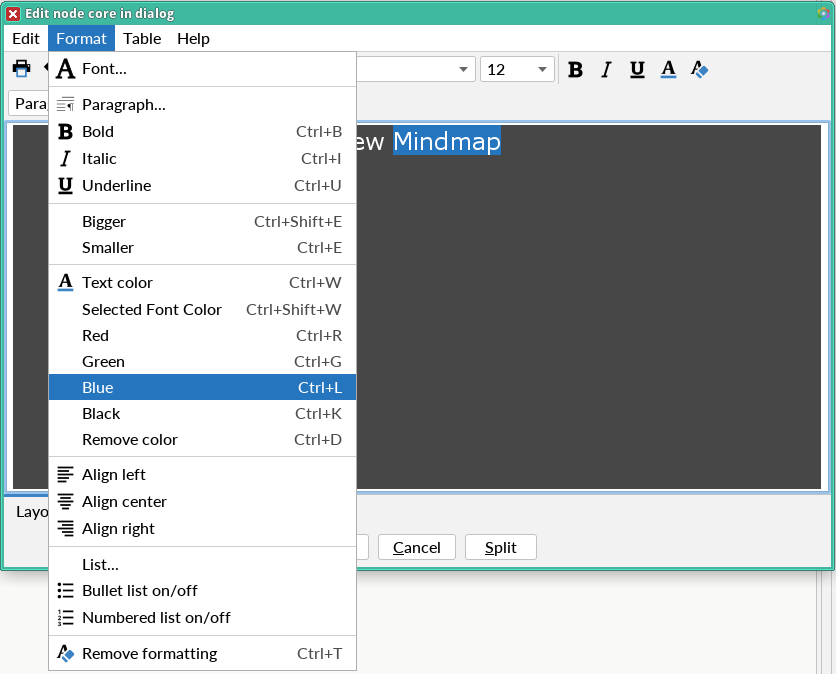 Edit node core in dialog
Edit Format Table Help
12 B I U A
A Font...
Paragraph...
B Bold Ctrl+B
ew Mindmap
I Italic Ctrl+I
U Underline Ctrl+U
Bigger Ctrl+Shift+E
Smaller Ctrl+E
A Text color Ctrl+W
Selected Font Color Ctrl+Shift+W
Red Ctrl+R
Green Ctrl+G
Blue Ctrl+L
Black Ctrl+K
Remove color Ctrl+D
Align left
Align center
Layo
Align right
Cancel Split
List...
Bullet list on/off
Numbered list on/off
Remove formatting Ctrl+T